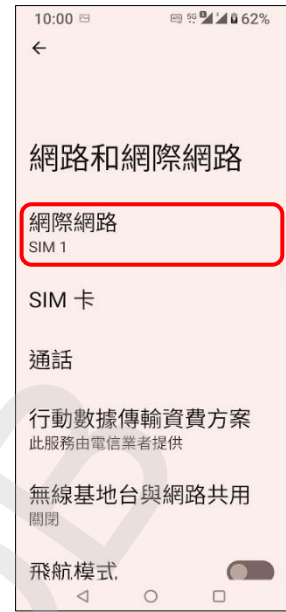 10:00 5G 62%
網路和網際網路
網際網路
SIM 1
SIM 卡
通話
行動數據傳輸資費方案
此服務由電信業者提供
無線基地台與網路共用
關閉
飛航模式